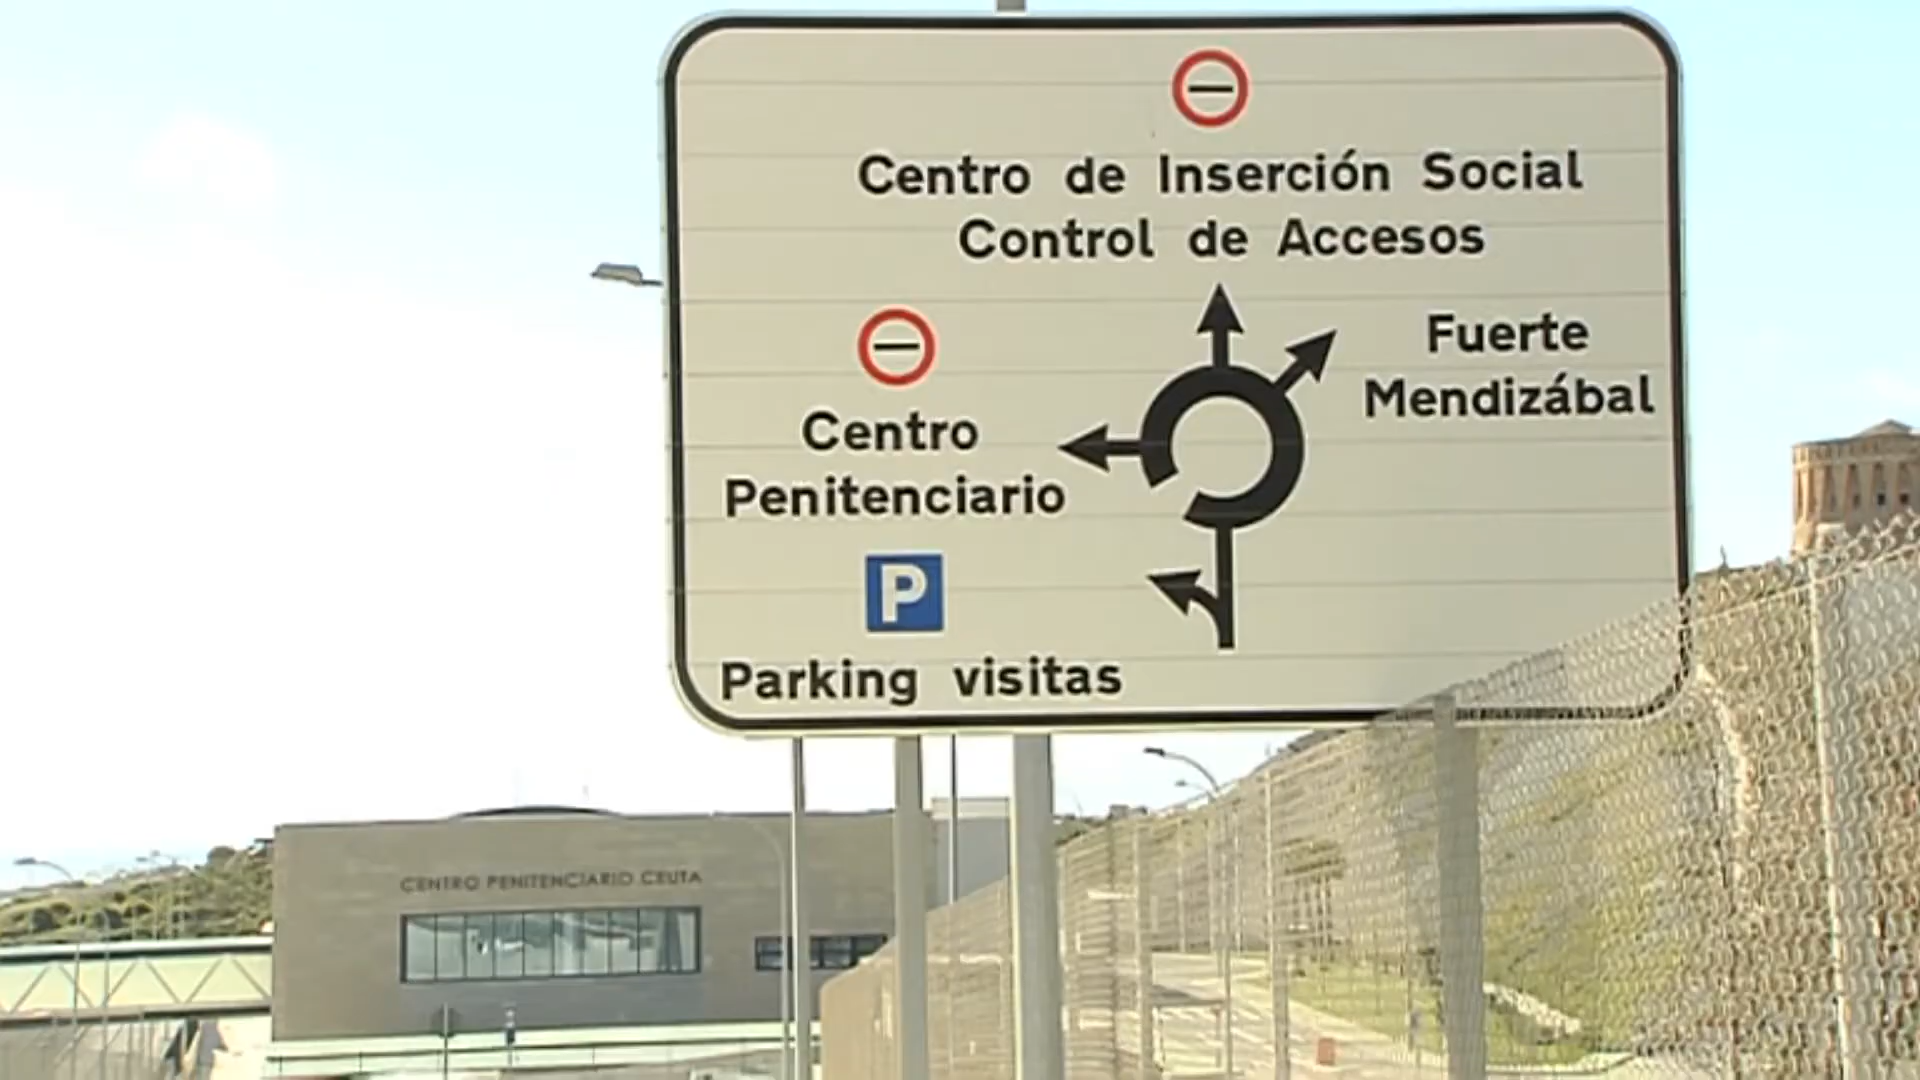 Centro de Inserción Social
Control de Accesos
Fuerte
Mendizábal
Centro
Penitenciario
P
Parking visitas
CENTRO PENITENCIARIO CEUTA